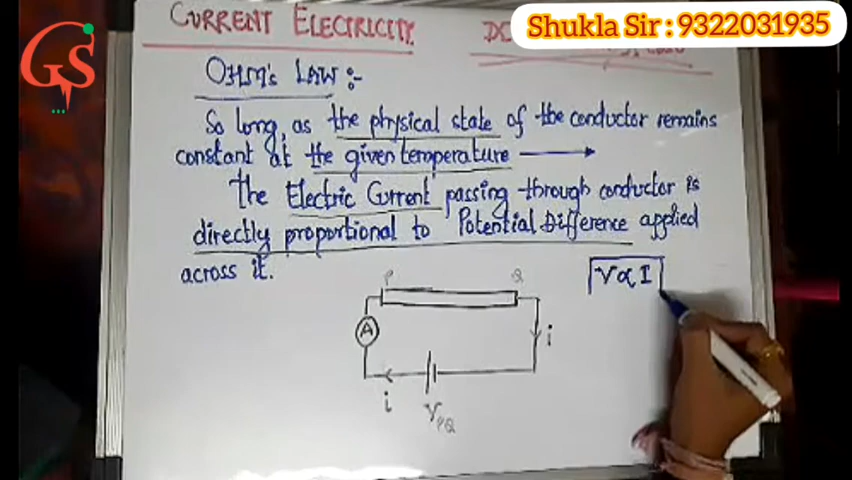 Shukla Sir : 9322031935
GS
CURRENT ELECTRICITY
OHM's LAW :-
So long, as the physical state of the conductor remains
constant at the given temperature →
the Electric Current passing through conductor is
directly proportional to Potential Difference applied
across it.
V ∝ I
P
Q
A
i
i
V PQ